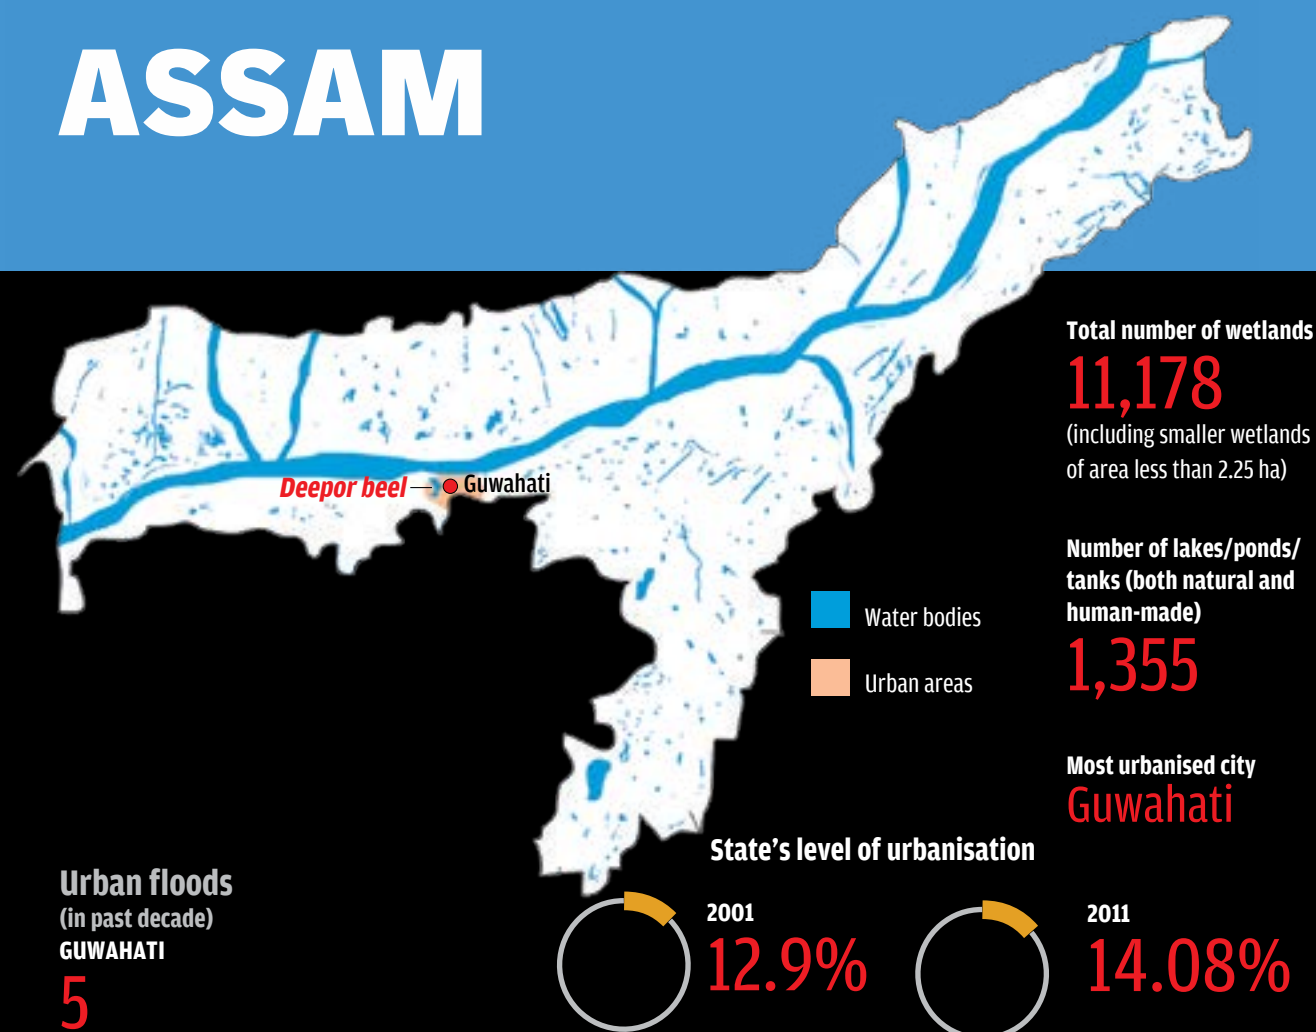 ASSAM
Total number of wetlands
11,178
(including smaller wetlands
of area less than 2.25 ha)
Deepor beel
Guwahati
Number of lakes/ponds/
tanks (both natural and
human-made)
1,355
Water bodies
Urban areas
Most urbanised city
Guwahati
State's level of urbanisation
2001
12.9%
2011
14.08%
Urban floods
(in past decade)
GUWAHATI
5